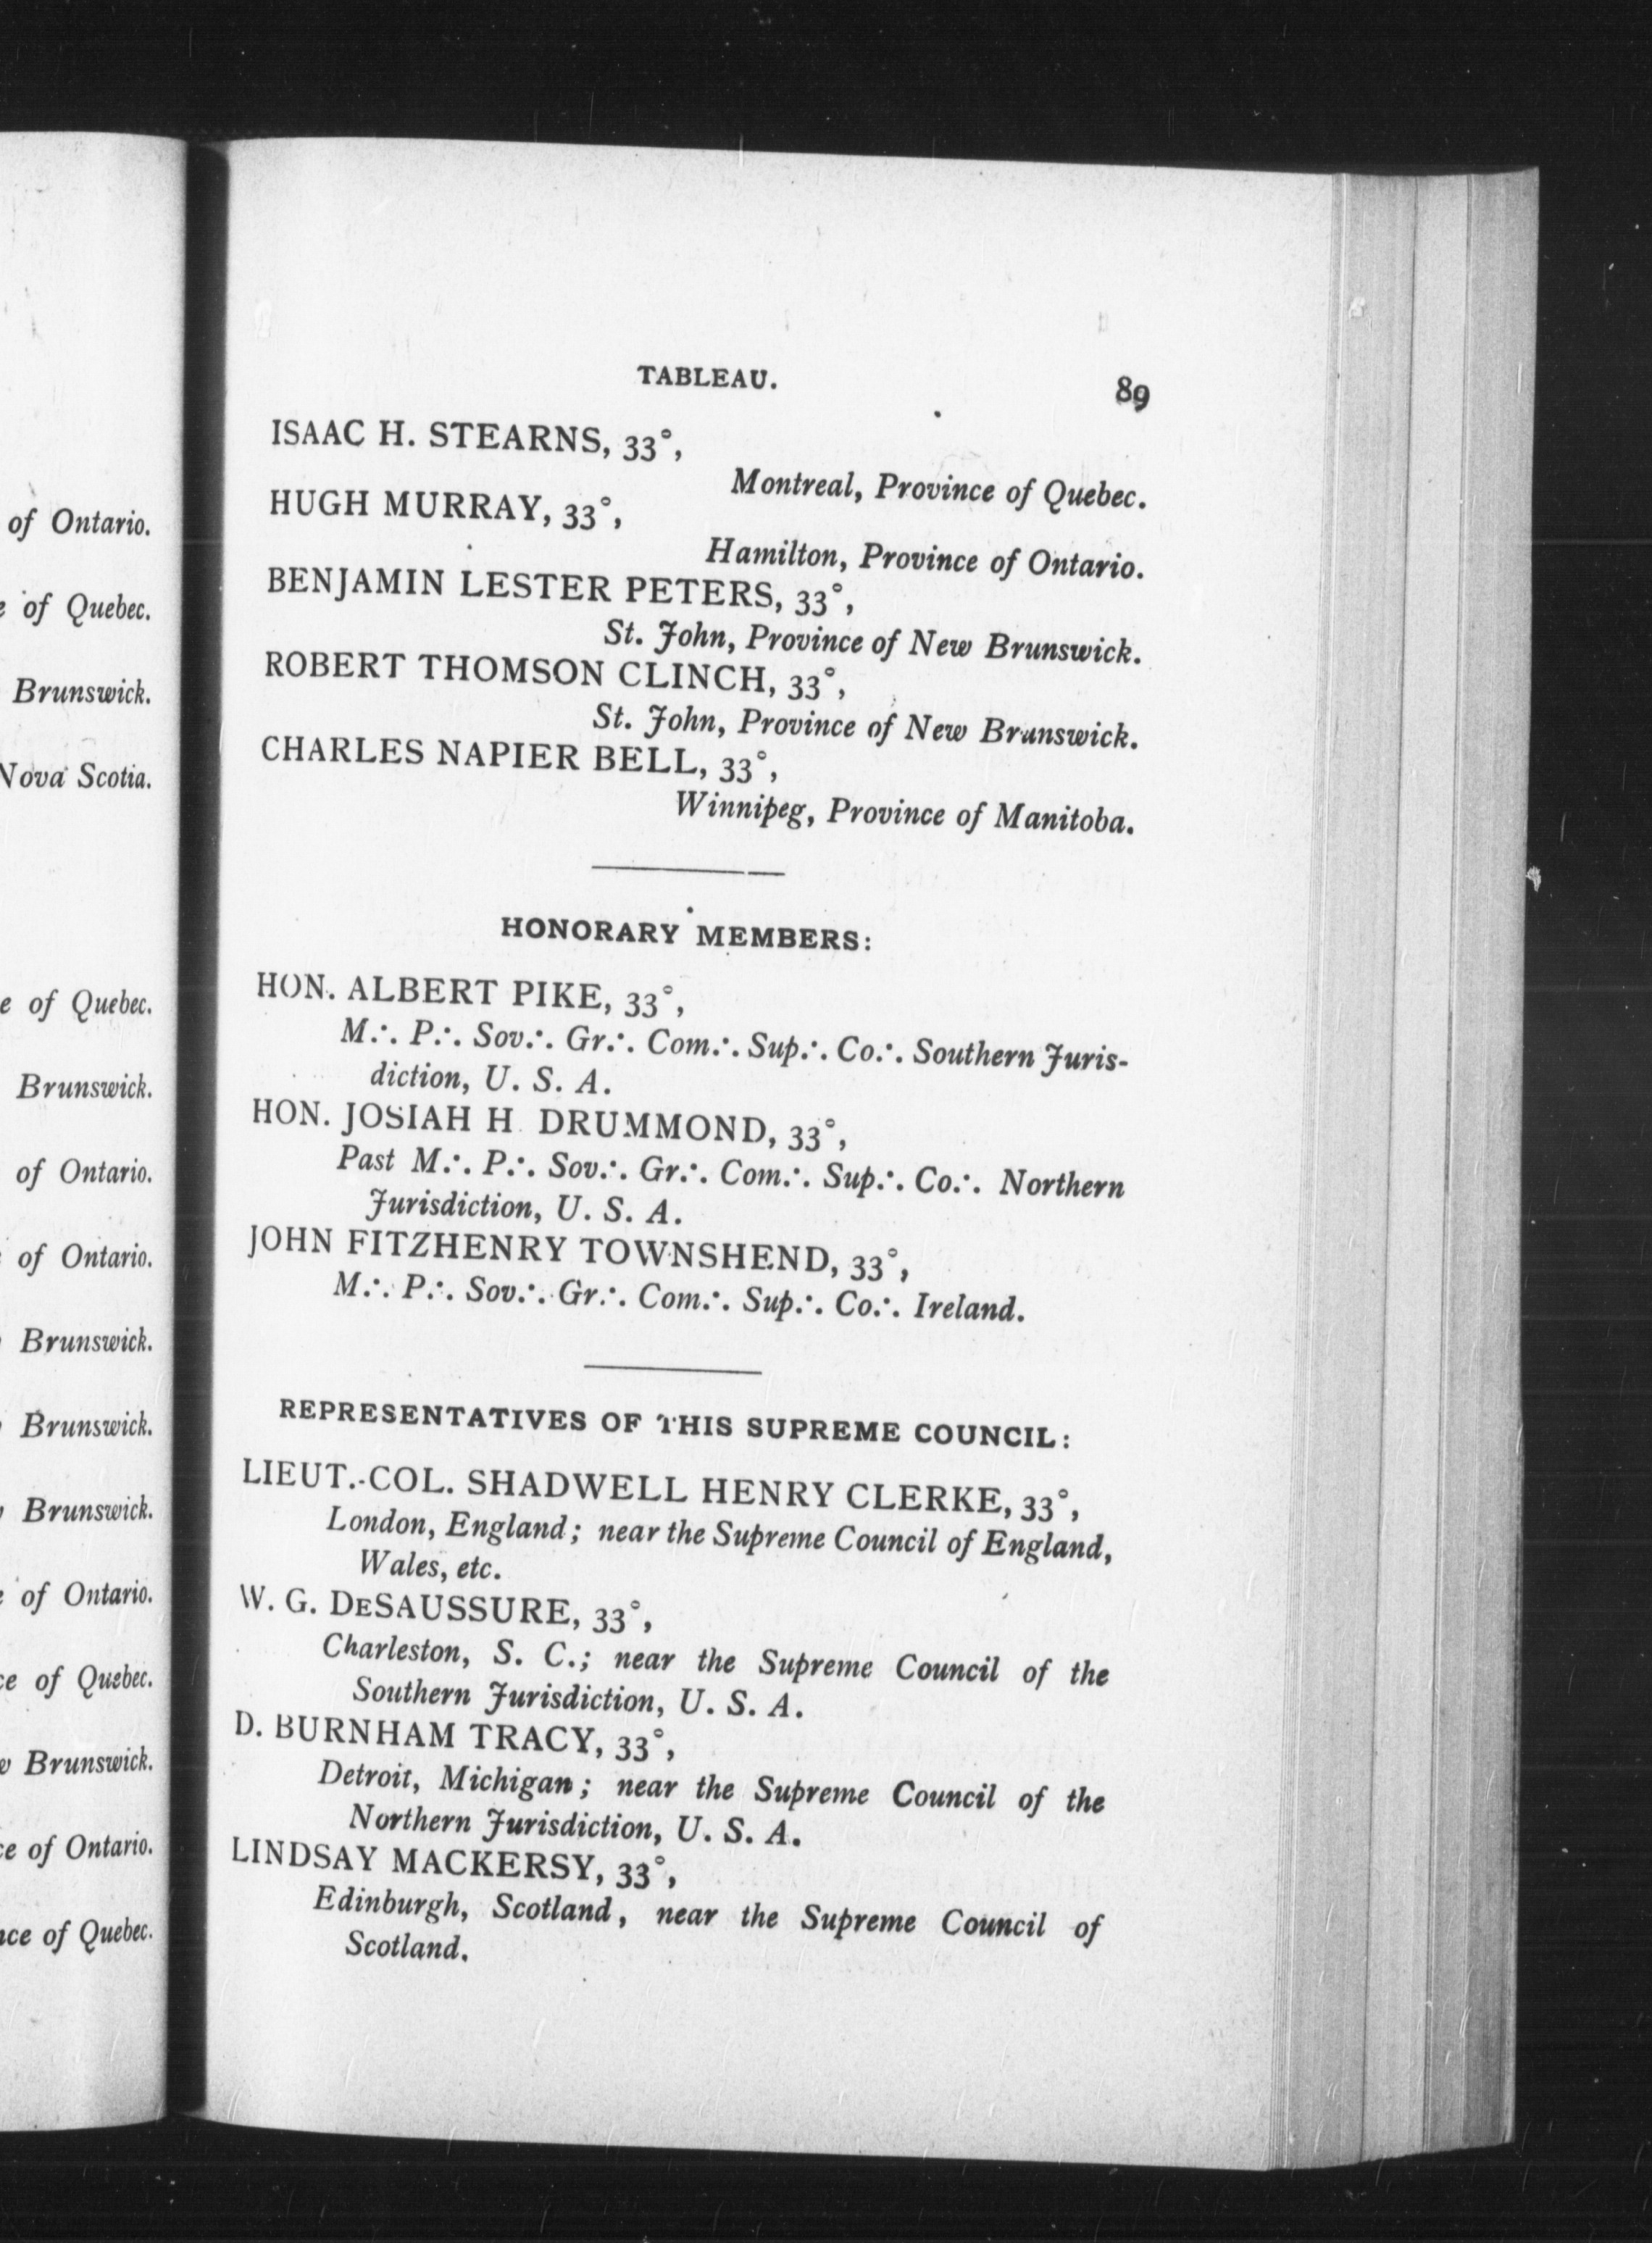 of Ontario.
of Quebec.
Brunswick.
Nova Scotia.
of Quebec.
Brunswick.
of Ontario.
of Ontario.
Brunswick.
Brunswick.
Brunswick.
of Ontario.
of Quebec.
Brunswick.
of Ontario.
of Quebec.
TABLEAU. 89
ISAAC H. STEARNS, 33°,
Montreal, Province of Quebec.
HUGH MURRAY, 33°,
Hamilton, Province of Ontario.
BENJAMIN LESTER PETERS, 33°,
St. John, Province of New Brunswick.
ROBERT THOMSON CLINCH, 33°,
St. John, Province of New Brunswick.
CHARLES NAPIER BELL, 33°,
Winnipeg, Province of Manitoba.
HONORARY MEMBERS:
HON. ALBERT PIKE, 33°,
M∴ P∴ Sov∴ Gr∴ Com∴ Sup∴ Co∴ Southern Juris-
diction, U. S. A.
HON. JOSIAH H. DRUMMOND, 33°,
Past M∴ P∴ Sov∴ Gr∴ Com∴ Sup∴ Co∴ Northern
Jurisdiction, U. S. A.
JOHN FITZHENRY TOWNSHEND, 33°,
M∴ P∴ Sov∴ Gr∴ Com∴ Sup∴ Co∴ Ireland.
REPRESENTATIVES OF THIS SUPREME COUNCIL:
LIEUT.-COL. SHADWELL HENRY CLERKE, 33°,
London, England; near the Supreme Council of England,
Wales, etc.
W. G. DESAUSSURE, 33°,
Charleston, S. C.; near the Supreme Council of the
Southern Jurisdiction, U. S. A.
D. BURNHAM TRACY, 33°,
Detroit, Michigan; near the Supreme Council of the
Northern Jurisdiction, U. S. A.
LINDSAY MACKERSY, 33°,
Edinburgh, Scotland, near the Supreme Council of
Scotland.